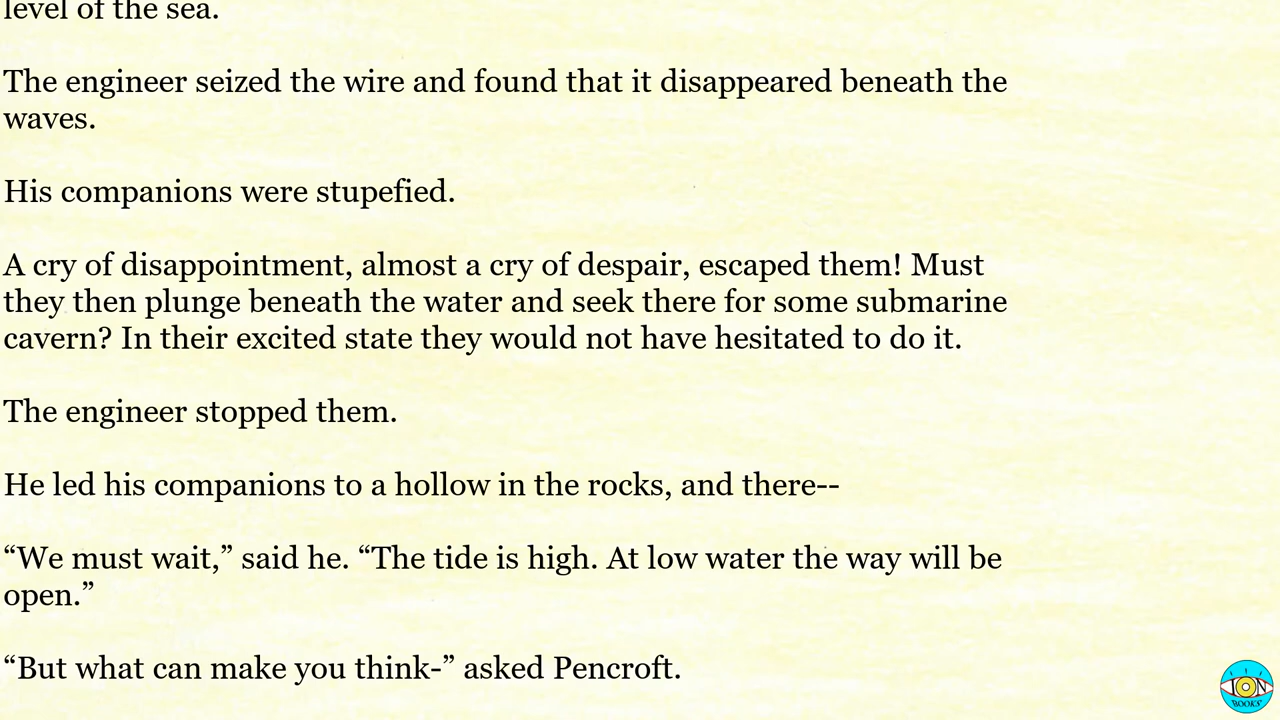 level of the sea.
The engineer seized the wire and found that it disappeared beneath the
waves.
His companions were stupefied.
A cry of disappointment, almost a cry of despair, escaped them! Must
they then plunge beneath the water and seek there for some submarine
cavern? In their excited state they would not have hesitated to do it.
The engineer stopped them.
He led his companions to a hollow in the rocks, and there--
“We must wait,” said he. “The tide is high. At low water the way will be
open.”
“But what can make you think-” asked Pencroft.
ION
BOOKS